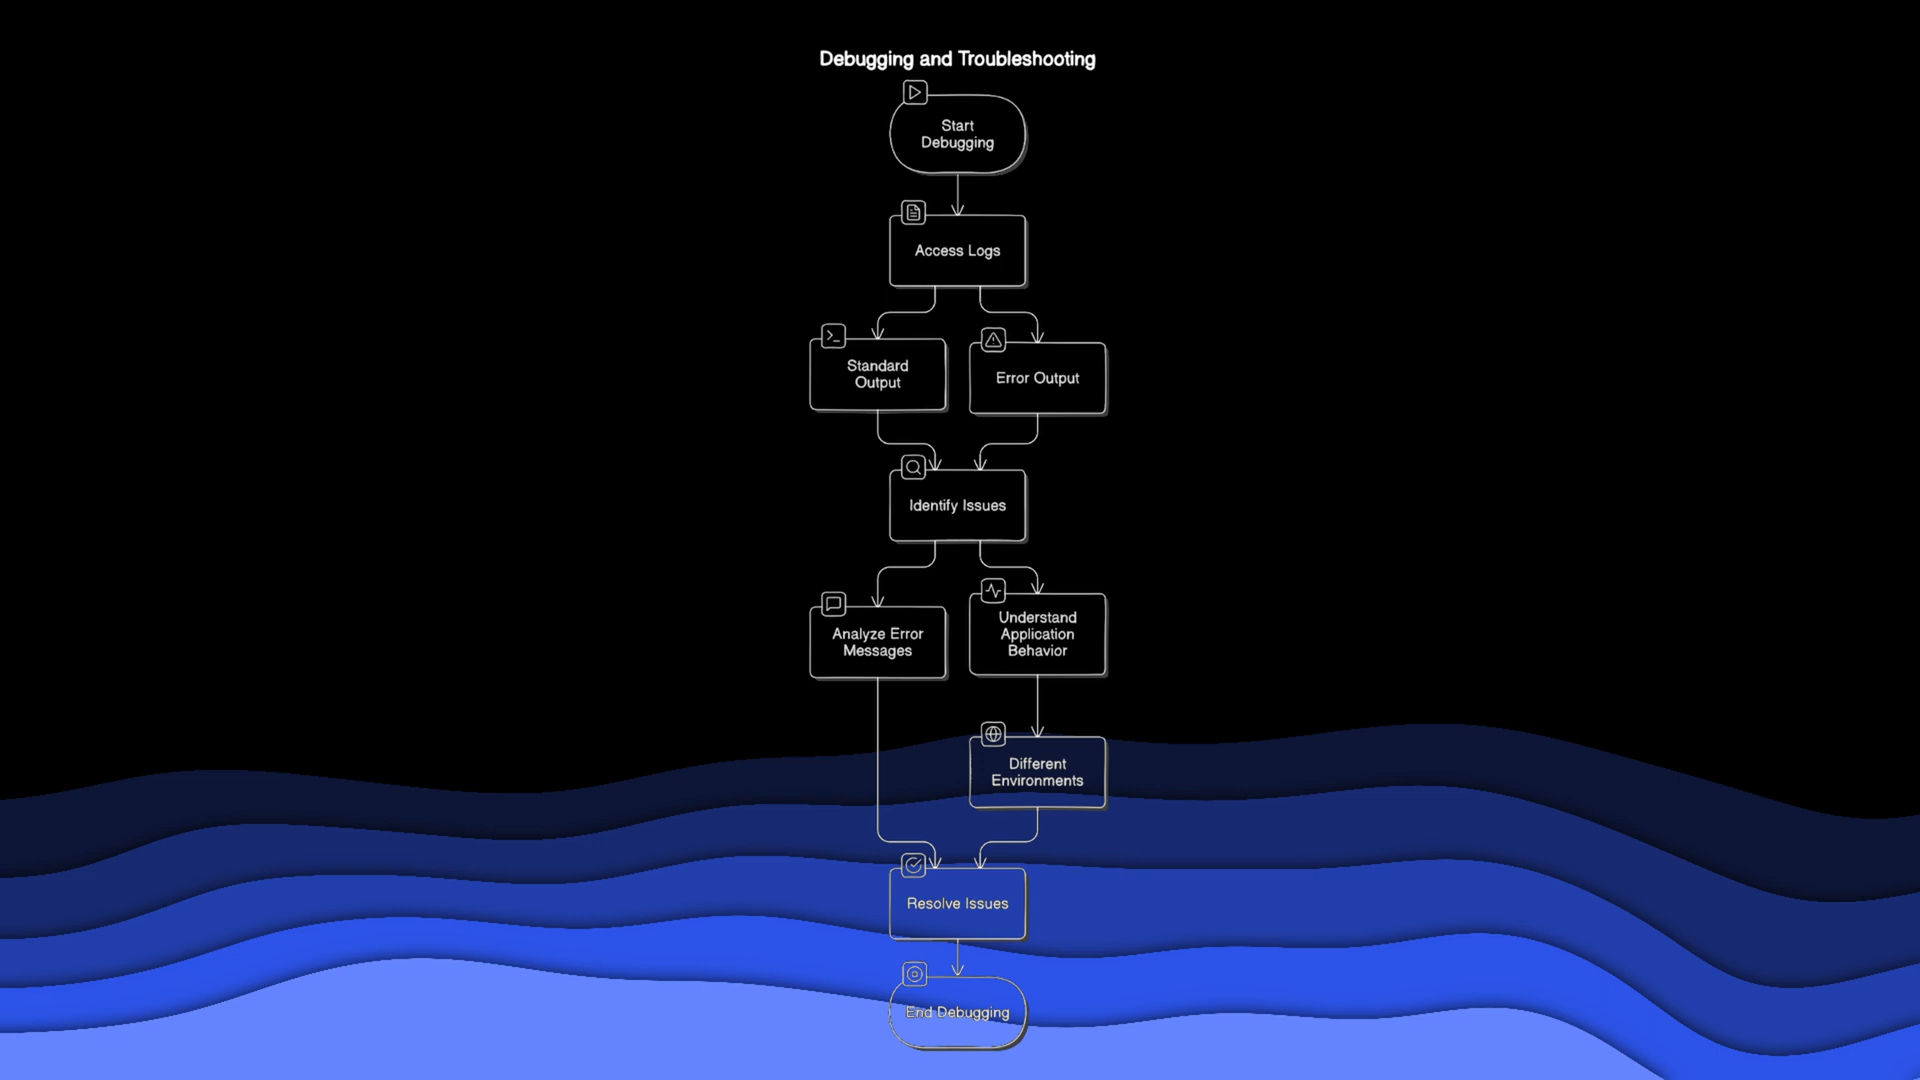 Debugging and Troubleshooting
Start
Debugging
Access Logs
Standard
Output
Error Output
Identify Issues
Analyze Error
Messages
Understand
Application
Behavior
Different
Environments
Resolve Issues
End Debugging